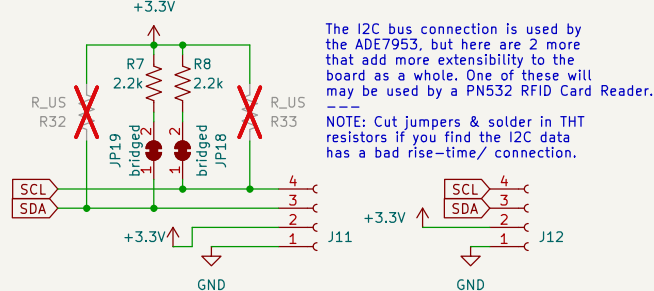 +3.3V
The I2C bus connection is used by
the ADE7953, but here are 2 more
that add more extensibility to the
board as a whole. One of these will
may be used by a PN532 RFID Card Reader.
---
NOTE: Cut jumpers & solder in THT
resistors if you find the I2C data
has a bad rise-time/ connection.
R7
2.2k
R8
2.2k
R_US
R32
R_US
R33
JP19
bridged
2
1
2
1
bridged
JP18
SCL
SDA
4
3
2
1
+3.3V
J11
GND
SCL
SDA
4
3
2
1
+3.3V
J12
GND